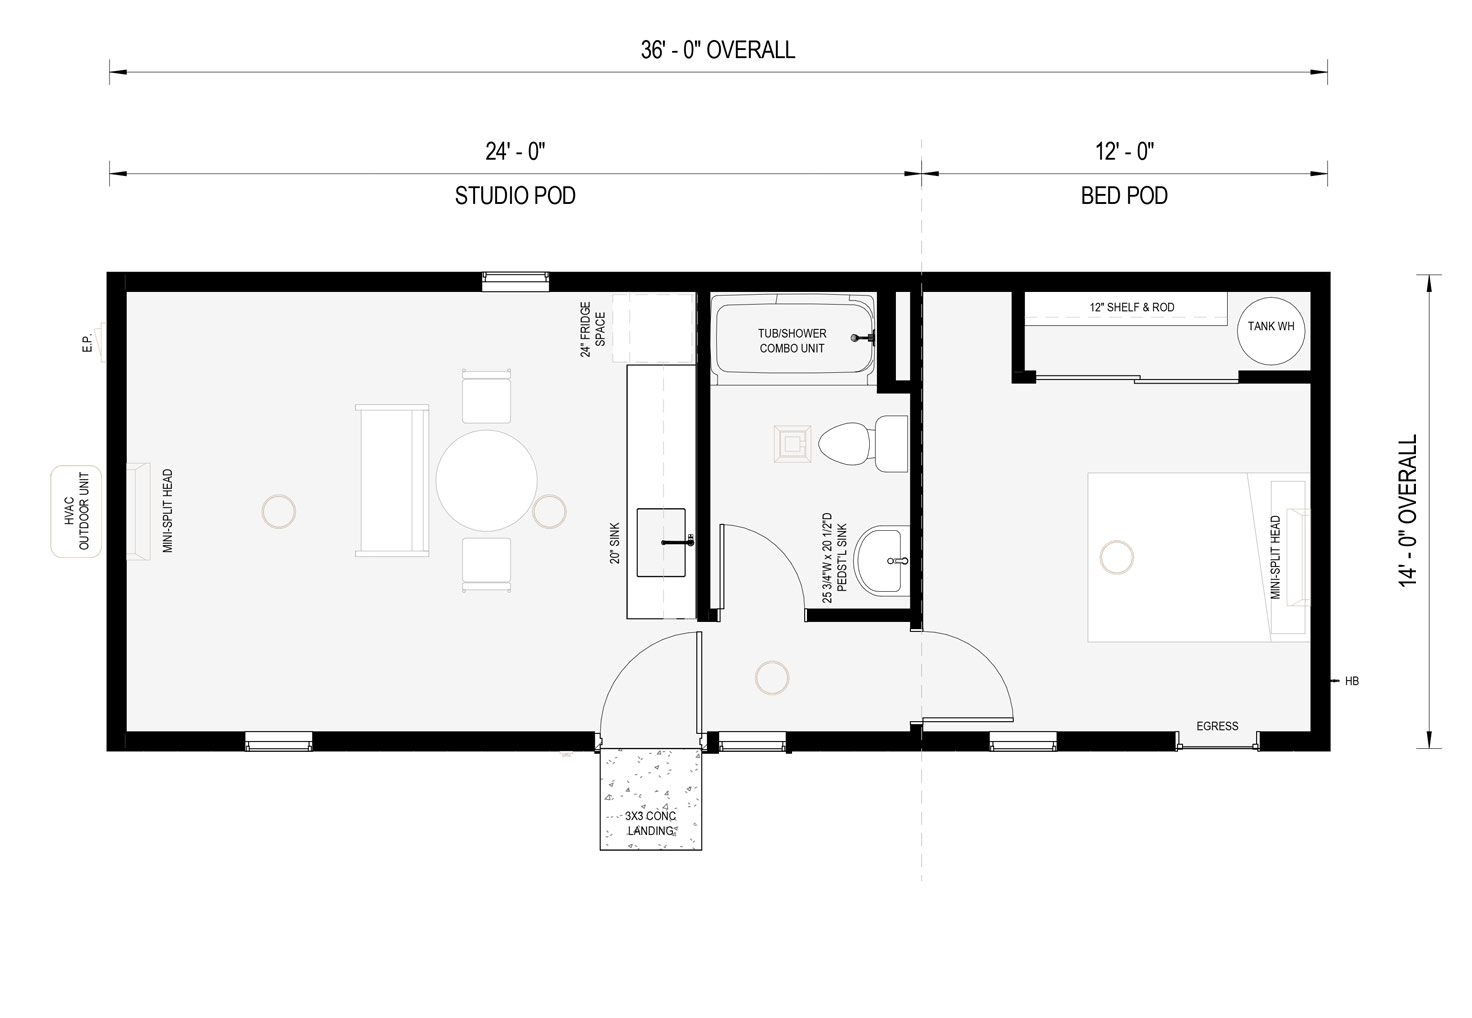 36' - 0" OVERALL
24' - 0"
12' - 0"
STUDIO POD
BED POD
24" FRIDGE
SPACE
12" SHELF & ROD
TANK WH
TUB/SHOWER
COMBO UNIT
E.P.
HVAC
OUTDOOR UNIT
MINI-SPLIT HEAD
20" SINK
25 3/4"W x 20 1/2"D
PEDST'L SINK
MINI-SPLIT HEAD
14' - 0" OVERALL
HB
EGRESS
3X3 CONC
LANDING